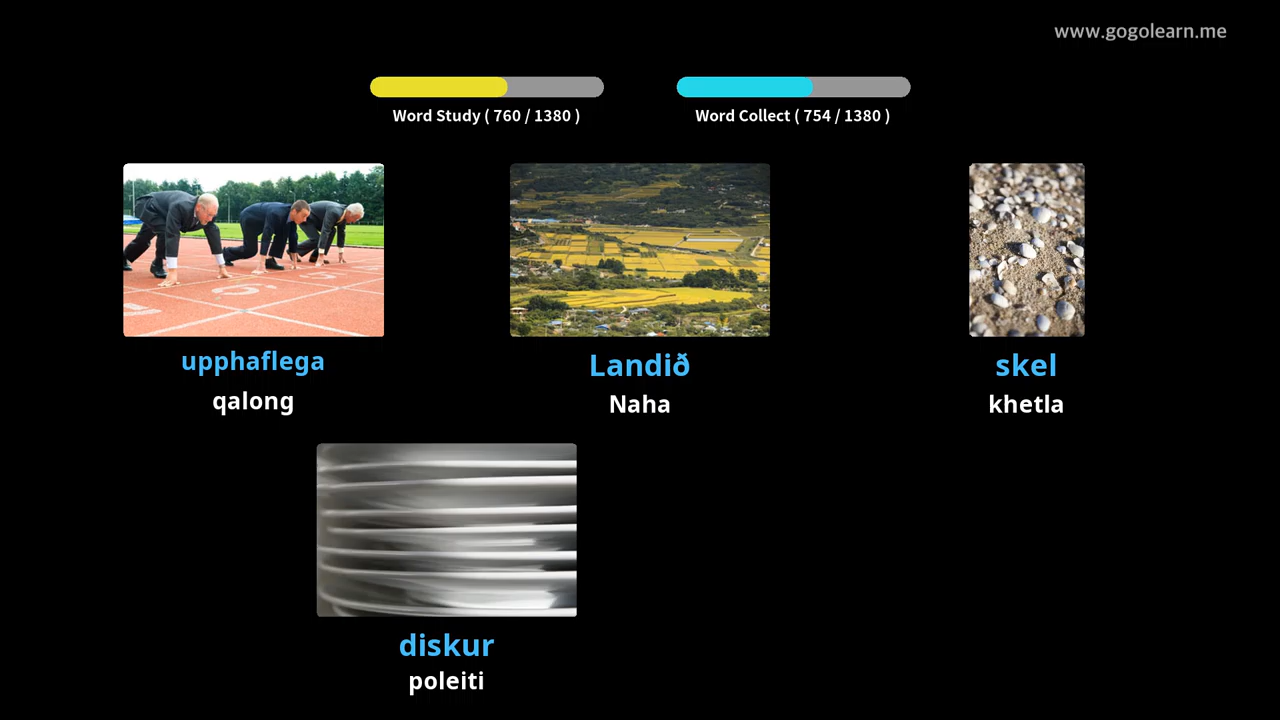 www.gogolearn.me
Word Study ( 760 / 1380 )
Word Collect ( 754 / 1380 )
upphaflega
qalong
Landið
Naha
skel
khetla
diskur
poleiti